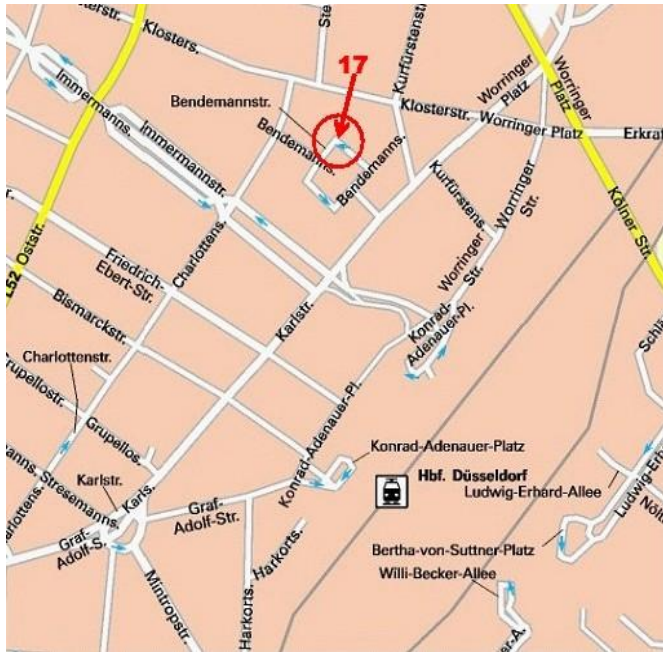 Klosters.
Immermanns.
Bendemannstr.
17
Kurfürstenstr.
Worringer
Platz
Worringer
Platz
Klosterstr.
Worringer Platz
Immermannstr.
Bendemanns.
Bendemanns.
Kurfürstens.
Worringer
Str.
Kölner Str.
L52 Oststr.
Charlottens.
Friedrich-
Ebert-Str.
Worringer
Str.
Konrad-
Adenauer-Pl.
Karlstr.
Bismarckstr.
Charlottenstr.
Grupellos.
Konrad-Adenauer-Pl.
Konrad-Adenauer-Platz
Hbf. Düsseldorf
Ludwig-Erhard-Allee
Karlstr.
Karls.
Stresemanns.
Graf-
Adolf-Str.
Graf-
Adolf-S.
Mintropstr.
Harkorts.
Harkorts.
Bertha-von-Suttner-Platz
Willi-Becker-Allee